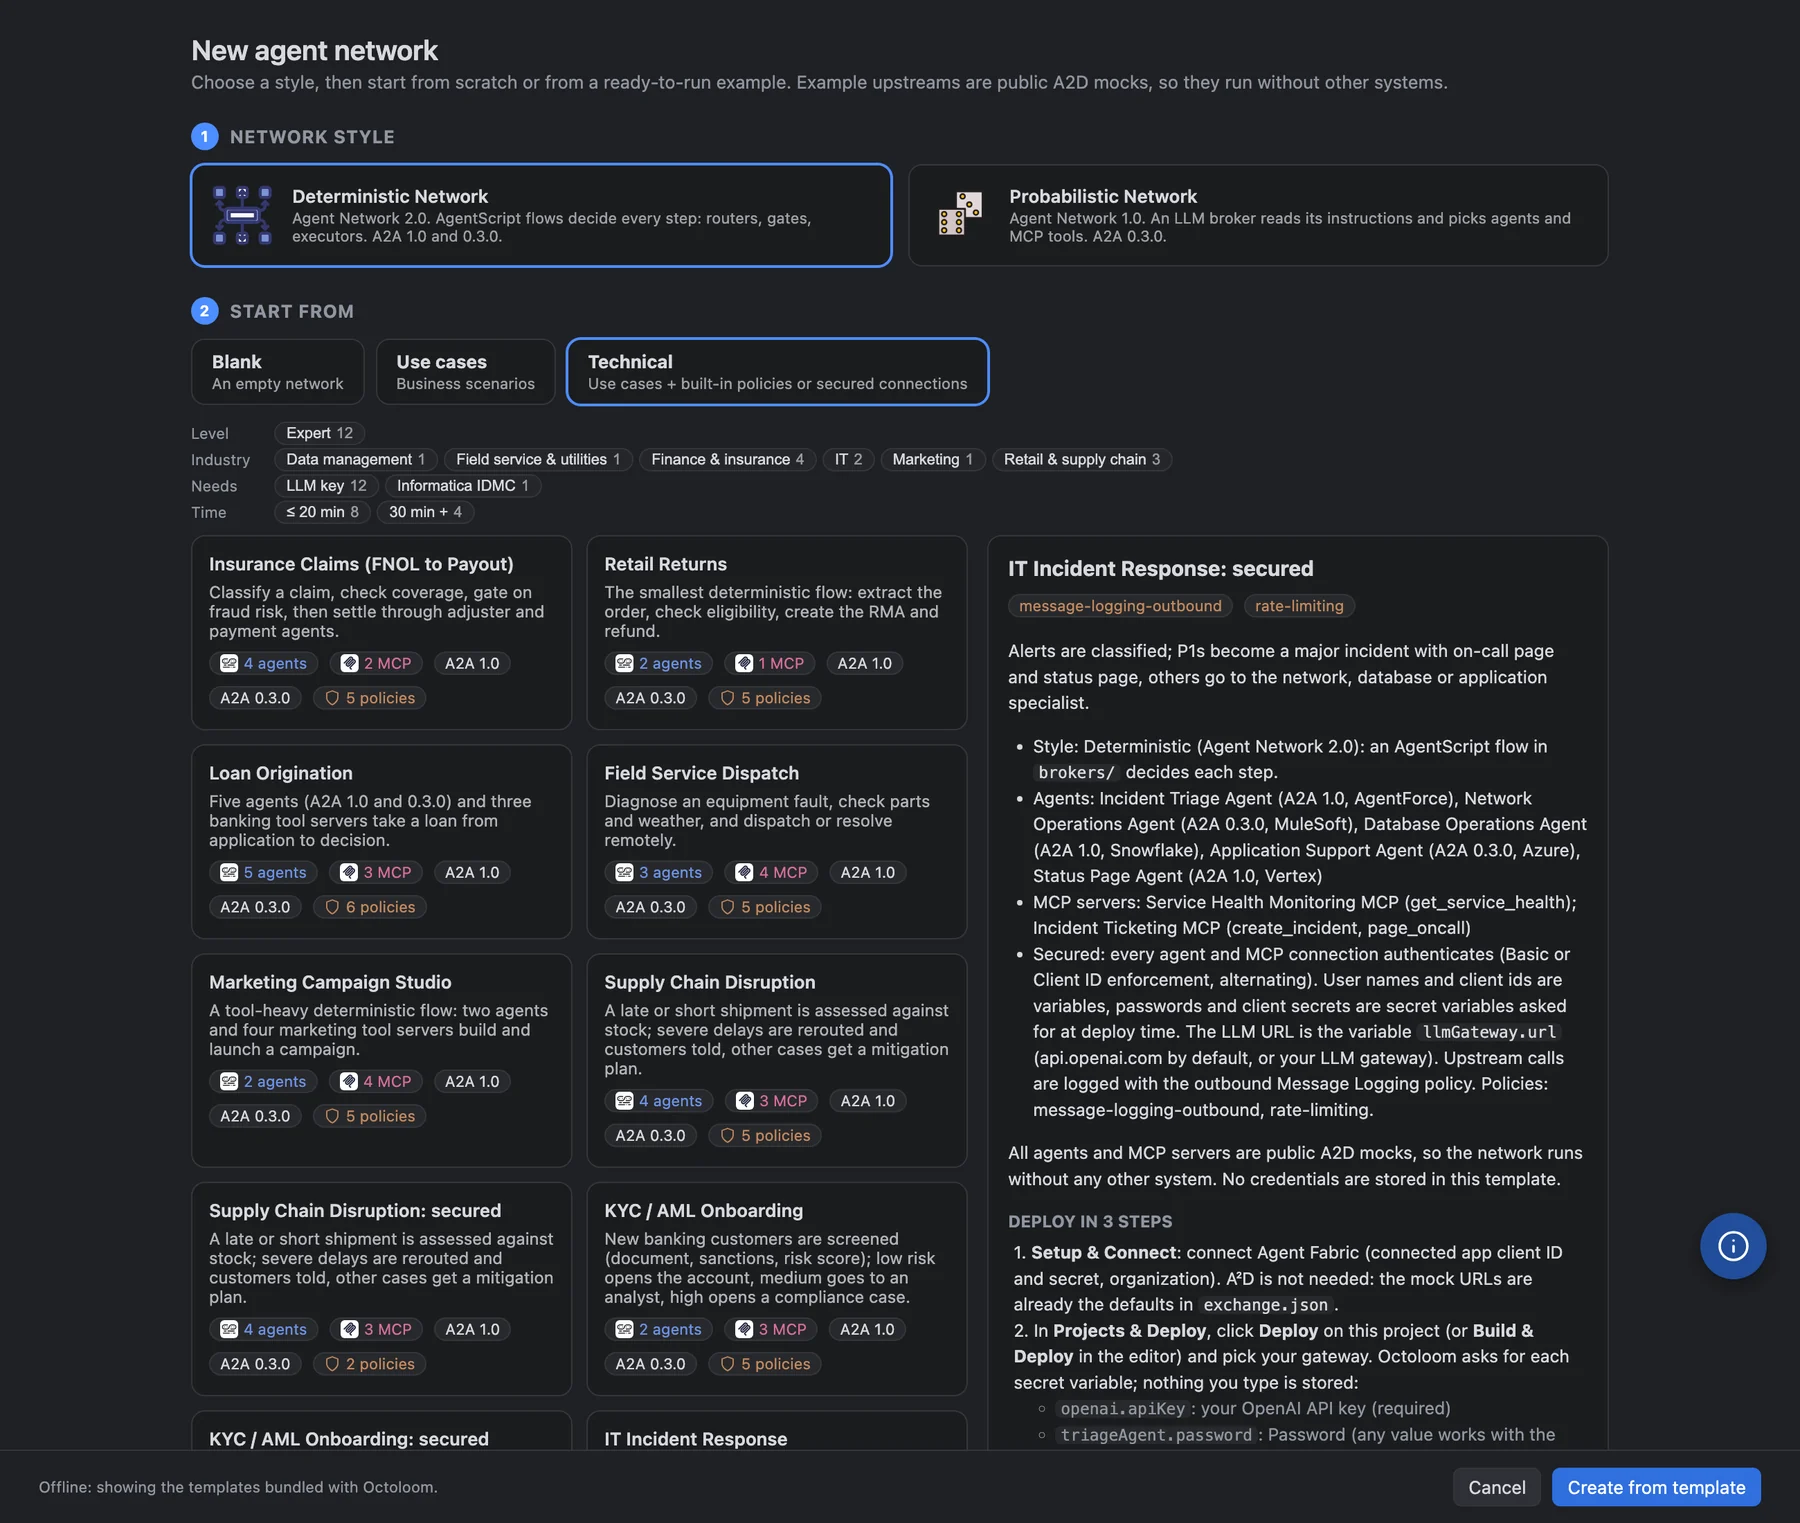 New agent network
Choose a style, then start from scratch or from a ready-to-run example. Example upstreams are public A2D mocks, so they run without other systems.
1 NETWORK STYLE
Deterministic Network
Agent Network 2.0. AgentScript flows decide every step: routers, gates,
executors. A2A 1.0 and 0.3.0.
Probabilistic Network
Agent Network 1.0. An LLM broker reads its instructions and picks agents and
MCP tools. A2A 0.3.0.
2 START FROM
Blank
An empty network
Use cases
Business scenarios
Technical
Use cases + built-in policies or secured connections
Level Expert 12
Industry Data management 1 Field service & utilities 1 Finance & insurance 4 IT 2 Marketing 1 Retail & supply chain 3
Needs LLM key 12 Informatica IDMC 1
Time ≤ 20 min 8 30 min + 4
Insurance Claims (FNOL to Payout)
Classify a claim, check coverage, gate on
fraud risk, then settle through adjuster and
payment agents.
4 agents 2 MCP A2A 1.0
A2A 0.3.0 5 policies
Retail Returns
The smallest deterministic flow: extract the
order, check eligibility, create the RMA and
refund.
2 agents 1 MCP A2A 1.0
A2A 0.3.0 5 policies
Loan Origination
Five agents (A2A 1.0 and 0.3.0) and three
banking tool servers take a loan from
application to decision.
5 agents 3 MCP A2A 1.0
A2A 0.3.0 6 policies
Field Service Dispatch
Diagnose an equipment fault, check parts
and weather, and dispatch or resolve
remotely.
3 agents 4 MCP A2A 1.0
A2A 0.3.0 5 policies
Marketing Campaign Studio
A tool-heavy deterministic flow: two agents
and four marketing tool servers build and
launch a campaign.
2 agents 4 MCP A2A 1.0
A2A 0.3.0 5 policies
Supply Chain Disruption
A late or short shipment is assessed against
stock; severe delays are rerouted and
customers told, other cases get a mitigation
plan.
4 agents 3 MCP A2A 1.0
A2A 0.3.0 5 policies
Supply Chain Disruption: secured
A late or short shipment is assessed against
stock; severe delays are rerouted and
customers told, other cases get a mitigation
plan.
4 agents 3 MCP A2A 1.0
A2A 0.3.0 2 policies
KYC / AML Onboarding
New banking customers are screened
(document, sanctions, risk score); low risk
opens the account, medium goes to an
analyst, high opens a compliance case.
2 agents 3 MCP A2A 1.0
A2A 0.3.0 5 policies
KYC / AML Onboarding: secured
IT Incident Response
IT Incident Response: secured
message-logging-outbound rate-limiting
Alerts are classified; P1s become a major incident with on-call page
and status page, others go to the network, database or application
specialist.
• Style: Deterministic (Agent Network 2.0): an AgentScript flow in
brokers/ decides each step.
• Agents: Incident Triage Agent (A2A 1.0, AgentForce), Network
Operations Agent (A2A 0.3.0, MuleSoft), Database Operations Agent
(A2A 1.0, Snowflake), Application Support Agent (A2A 0.3.0, Azure),
Status Page Agent (A2A 1.0, Vertex)
• MCP servers: Service Health Monitoring MCP (get_service_health);
Incident Ticketing MCP (create_incident, page_oncall)
• Secured: every agent and MCP connection authenticates (Basic or
Client ID enforcement, alternating). User names and client ids are
variables, passwords and client secrets are secret variables asked
for at deploy time. The LLM URL is the variable llmGateway.url
(api.openai.com by default, or your LLM gateway). Upstream calls
are logged with the outbound Message Logging policy. Policies:
message-logging-outbound, rate-limiting.
All agents and MCP servers are public A2D mocks, so the network runs
without any other system. No credentials are stored in this template.
DEPLOY IN 3 STEPS
1. Setup & Connect: connect Agent Fabric (connected app client ID
and secret, organization). A²D is not needed: the mock URLs are
already the defaults in exchange.json.
2. In Projects & Deploy, click Deploy on this project (or Build &
Deploy in the editor) and pick your gateway. Octoloom asks for each
secret variable; nothing you type is stored:
◦ openai.apiKey: your OpenAI API key (required)
◦ triageAgent.password: Password (any value works with the
Offline: showing the templates bundled with Octoloom.
Cancel
Create from template